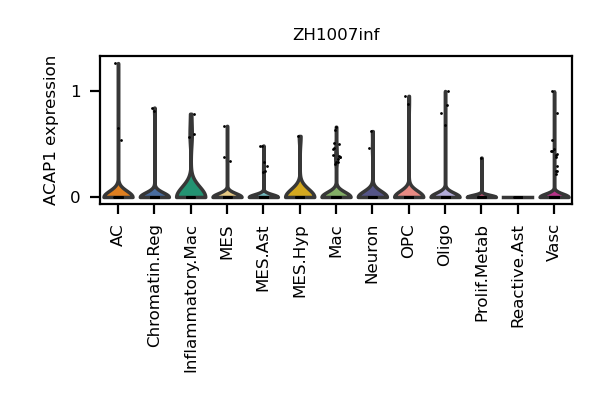 ZH1007inf
ACAP1 expression
1
0
AC
Chromatin.Reg
Inflammatory.Mac
MES
MES.Ast
MES.Hyp
Mac
Neuron
OPC
Oligo
Prolif.Metab
Reactive.Ast
Vasc